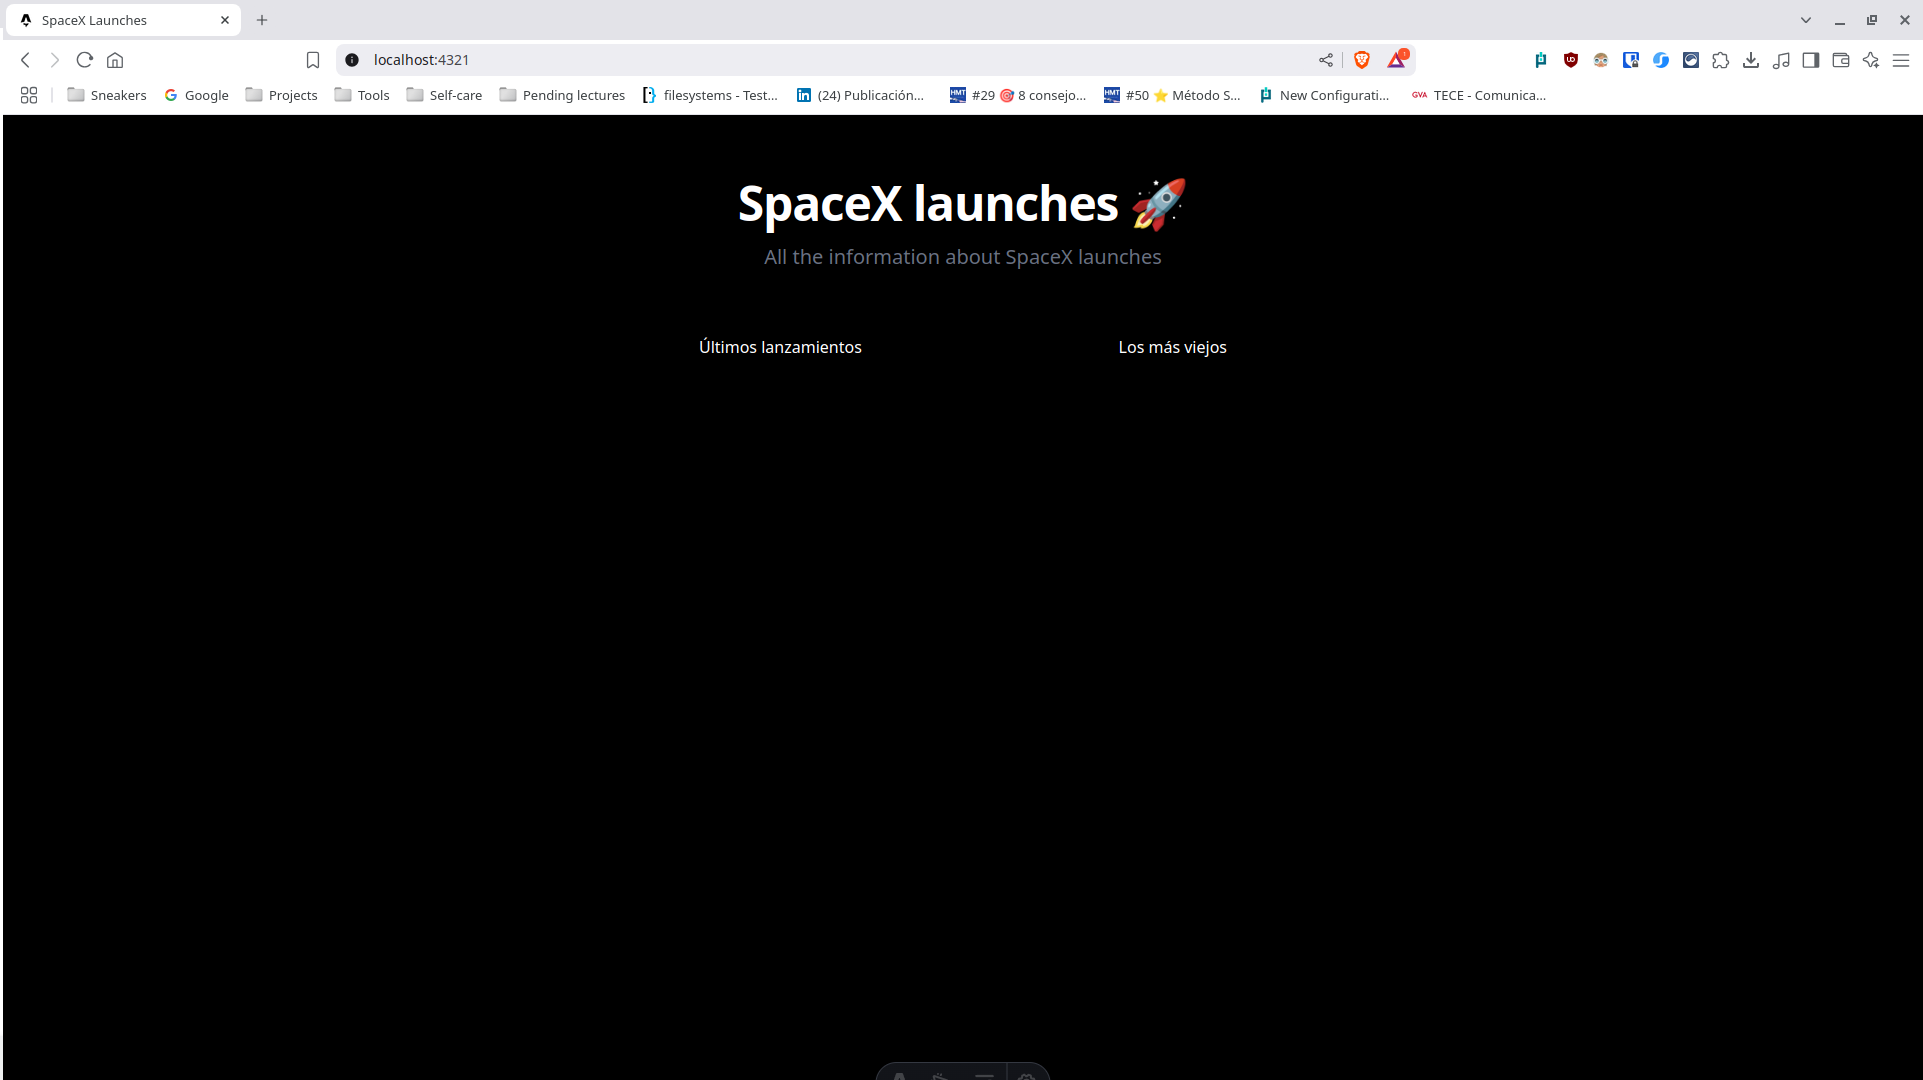 SpaceX Launches
localhost:4321
1
Sneakers Google Projects Tools Self-care Pending lectures filesystems - Test... (24) Publicación... #29 🎯 8 consejo... #50 ⭐ Método S... New Configurati... TECE - Comunica...
SpaceX launches 🚀
All the information about SpaceX launches
Últimos lanzamientos Los más viejos